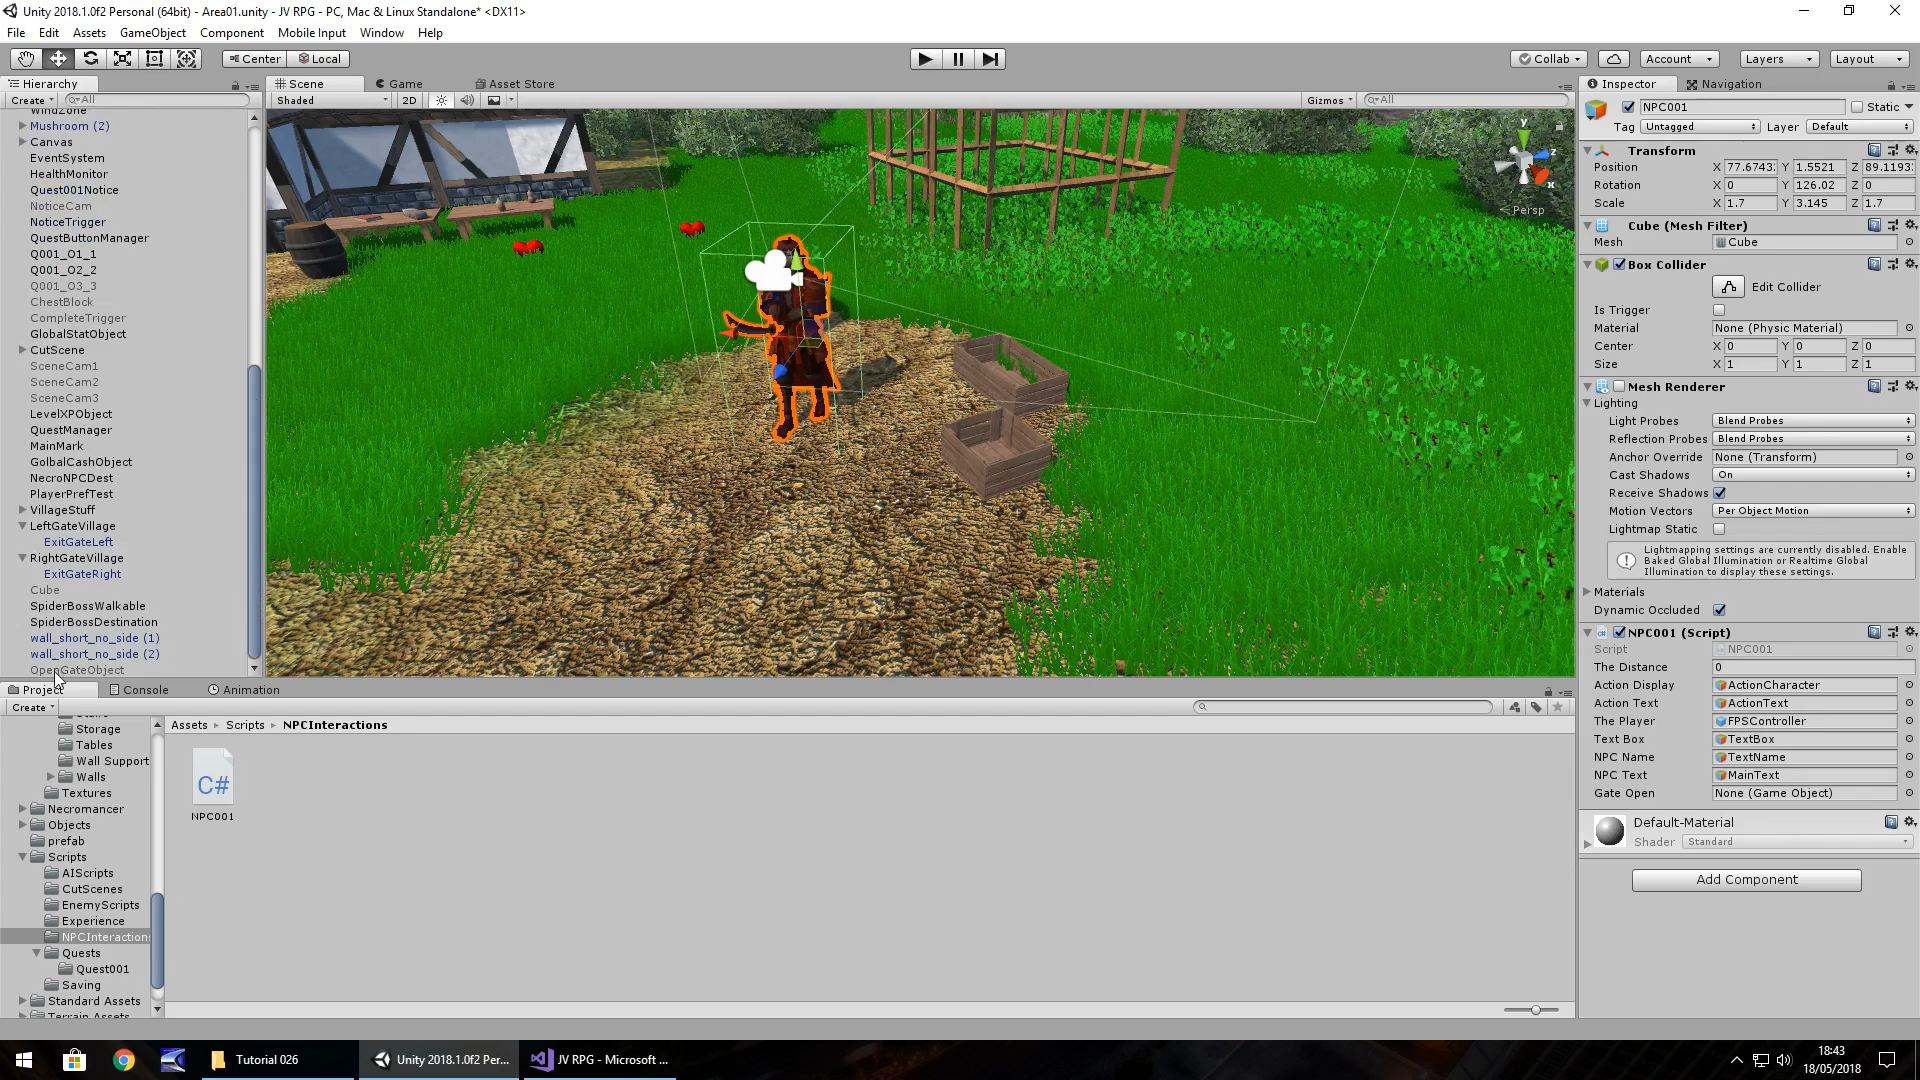 Unity 2018.1.0f2 Personal (64bit) - Area01.unity - JV RPG - PC, Mac & Linux Standalone* <DX11>
File Edit Assets GameObject Component Mobile Input Window Help
Center Local Collab Account Layers Layout
Hierarchy
Create All
WindZone
Mushroom (2)
Canvas
EventSystem
HealthMonitor
Quest001Notice
NoticeCam
NoticeTrigger
QuestButtonManager
Q001_O1_1
Q001_O2_2
Q001_O3_3
ChestBlock
CompleteTrigger
GlobalStatObject
CutScene
SceneCam1
SceneCam2
SceneCam3
LevelXPObject
QuestManager
MainMark
GolbalCashObject
NecroNPCDest
PlayerPrefTest
VillageStuff
LeftGateVillage
ExitGateLeft
RightGateVillage
ExitGateRight
Cube
SpiderBossWalkable
SpiderBossDestination
wall_short_no_side (1)
wall_short_no_side (2)
OpenGateObject
Scene Game Asset Store
Shaded 2D Gizmos All
y
z
x
Persp
Inspector Navigation
NPC001 Static
Tag Untagged Layer Default
Transform
Position X 77.6743 Y 1.5521 Z 89.1193
Rotation X 0 Y 126.02 Z 0
Scale X 1.7 Y 3.145 Z 1.7
Cube (Mesh Filter)
Mesh Cube
Box Collider
Edit Collider
Is Trigger
Material None (Physic Material)
Center X 0 Y 0 Z 0
Size X 1 Y 1 Z 1
Mesh Renderer
Lighting
Light Probes Blend Probes
Reflection Probes Blend Probes
Anchor Override None (Transform)
Cast Shadows On
Receive Shadows
Motion Vectors Per Object Motion
Lightmap Static
Lightmapping settings are currently disabled. Enable
Baked Global Illumination or Realtime Global
Illumination to display these settings.
Materials
Dynamic Occluded
NPC001 (Script)
Script NPC001
The Distance 0
Action Display ActionCharacter
Action Text ActionText
The Player FPSController
Text Box TextBox
NPC Name TextName
NPC Text MainText
Gate Open None (Game Object)
Default-Material
Shader Standard
Add Component
Project Console Animation
Create
Storage
Tables
Wall Support
Walls
Textures
Necromancer
Objects
prefab
Scripts
AIScripts
CutScenes
EnemyScripts
Experience
NPCInteraction
Quests
Quest001
Saving
Standard Assets
Terrain Assets
Assets Scripts NPCInteractions
C#
NPC001
Tutorial 026
Unity 2018.1.0f2 Per...
JV RPG - Microsoft ...
18:43
18/05/2018